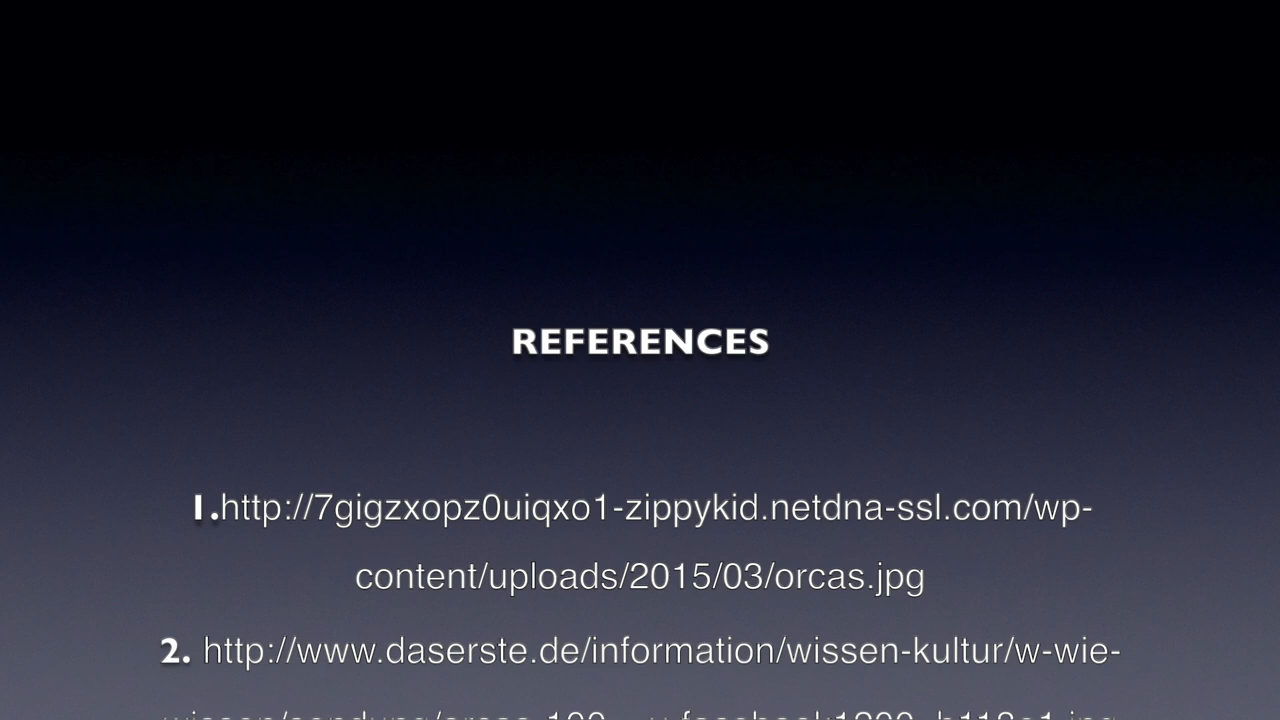 REFERENCES
1.http://7gigzxopz0uiqxo1-zippykid.netdna-ssl.com/wp-
content/uploads/2015/03/orcas.jpg
2. http://www.daserste.de/information/wissen-kultur/w-wie-